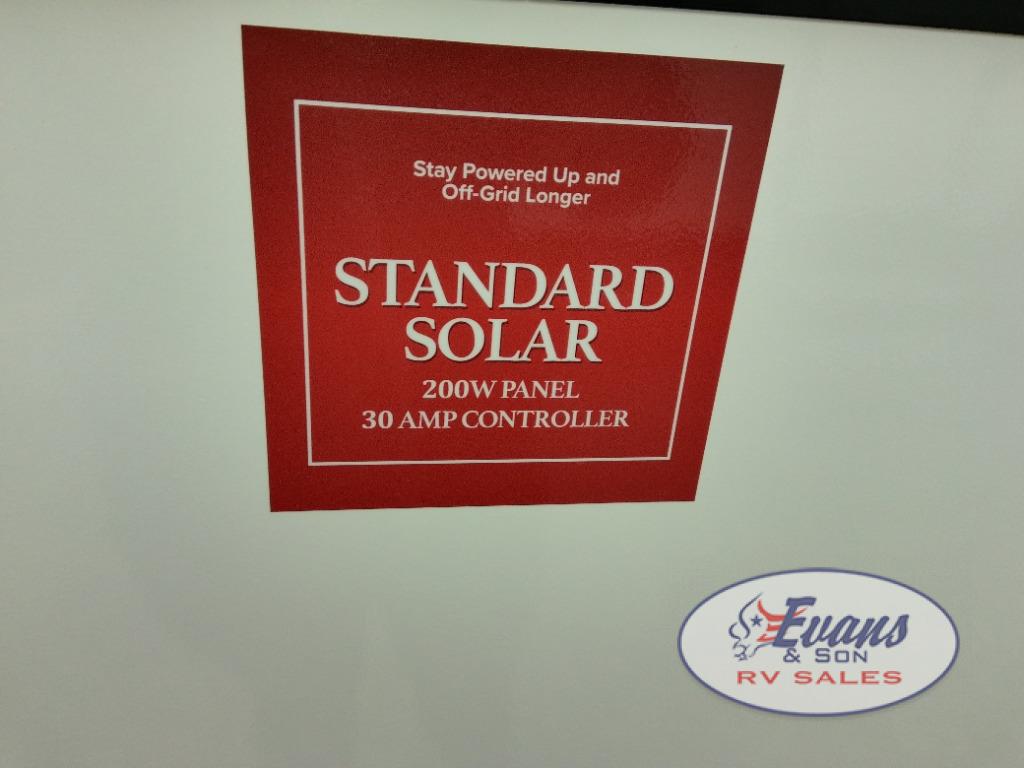 Stay Powered Up and
Off-Grid Longer
STANDARD
SOLAR
200W PANEL
30 AMP CONTROLLER
Evans
& SON
RV SALES